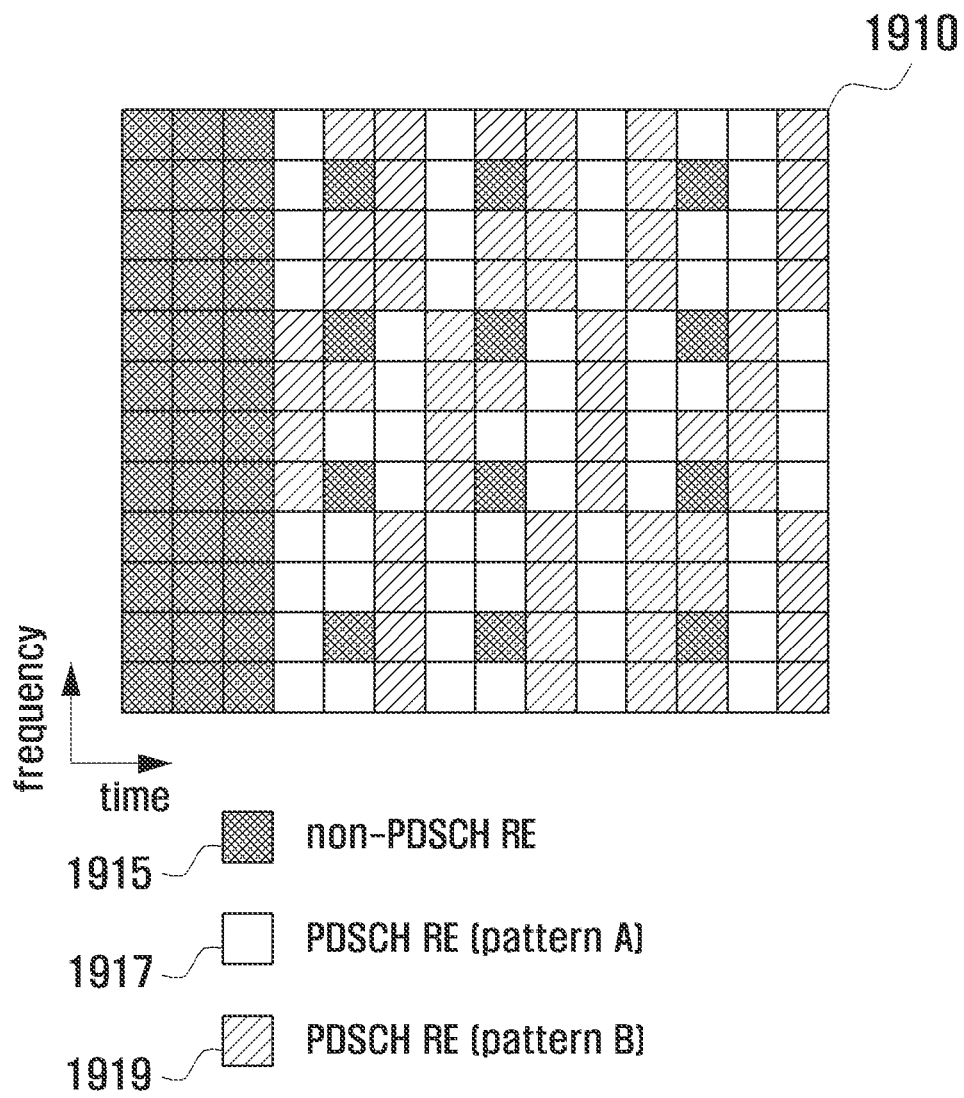 1910
frequency
time
1915
non-PDSCH RE
1917
PDSCH RE (pattern A)
1919
PDSCH RE (pattern B)